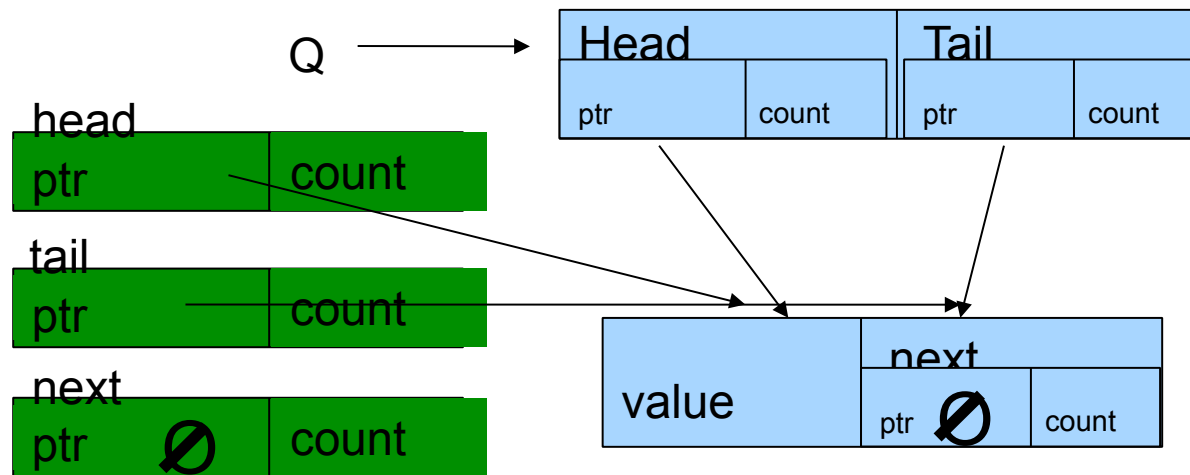 Q
Head Tail
ptr count ptr count
head
ptr count
tail
ptr count
next
value
next
ptr Ø count
ptr Ø count